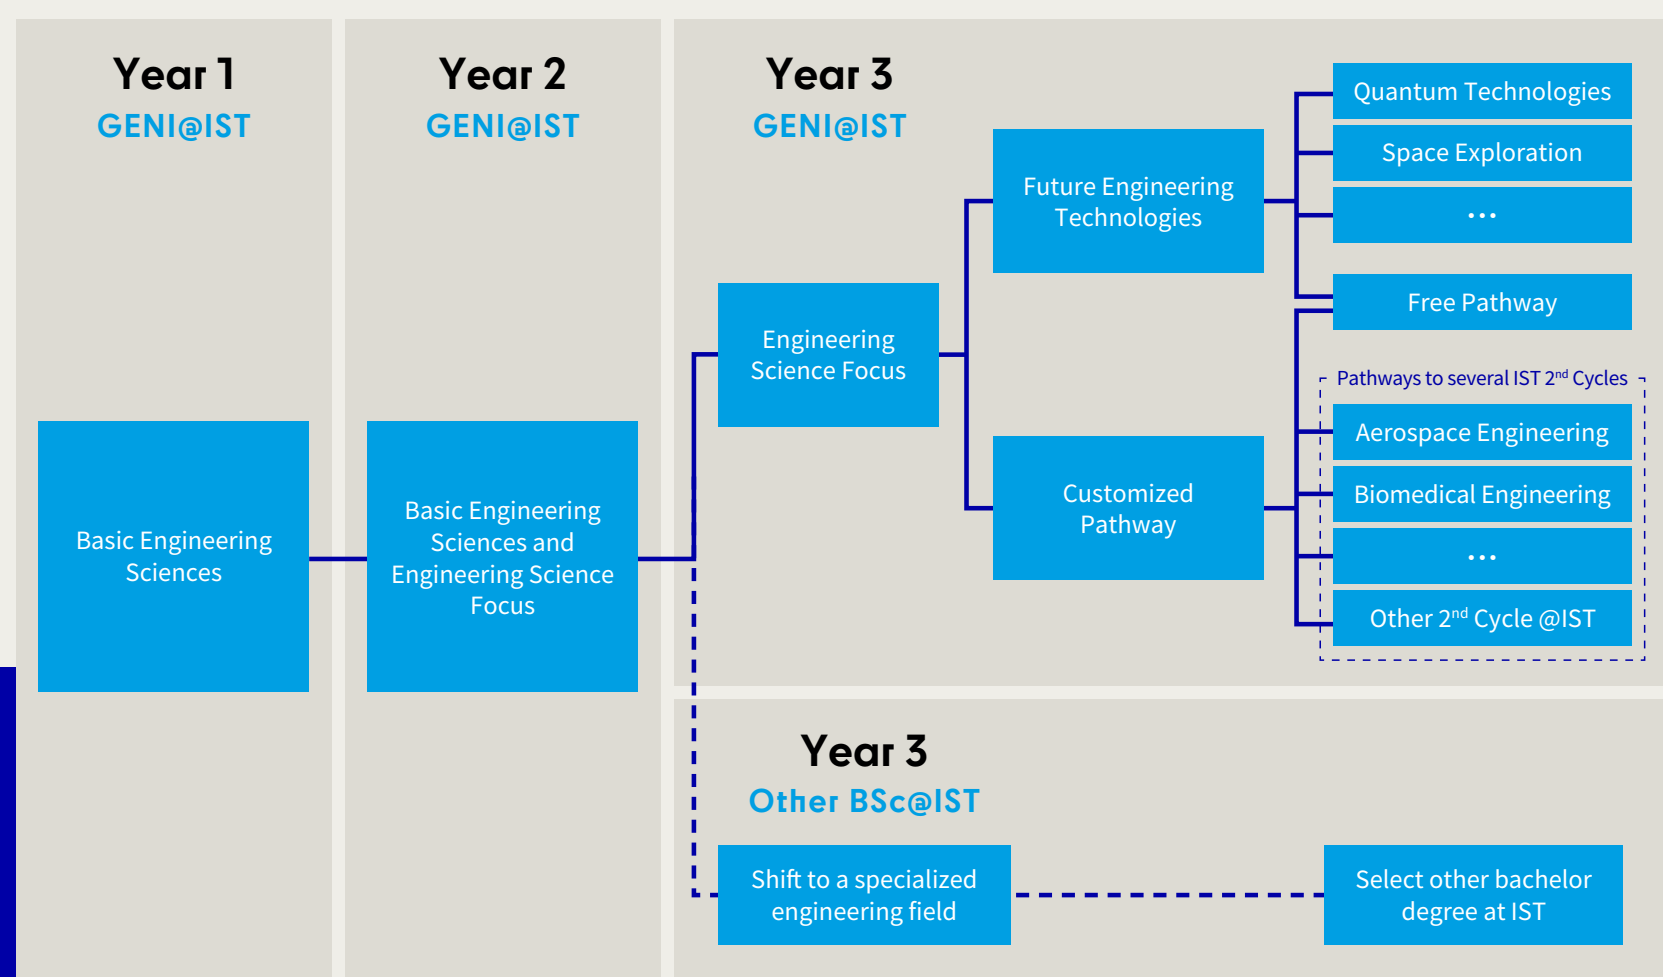 Year 1
GENI@IST
Basic Engineering
Sciences
Year 2
GENI@IST
Basic Engineering
Sciences and
Engineering Science
Focus
Year 3
GENI@IST
Engineering
Science Focus
Future Engineering
Technologies
Quantum Technologies
Space Exploration
...
Free Pathway
Customized
Pathway
Pathways to several IST 2nd Cycles
Aerospace Engineering
Biomedical Engineering
...
Other 2nd Cycle @IST
Year 3
Other BSc@IST
Shift to a specialized
engineering field
Select other bachelor
degree at IST